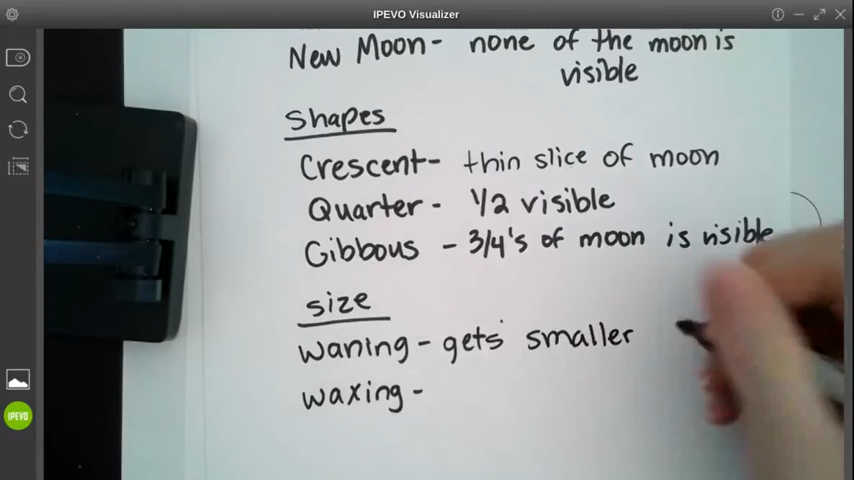 IPEVO Visualizer
New Moon- none of the moon is
visible
Shapes
Crescent- thin slice of moon
Quarter - 1/2 visible
Gibbous - 3/4's of moon is visible
size
waning - gets smaller
waxing -
IPEVO